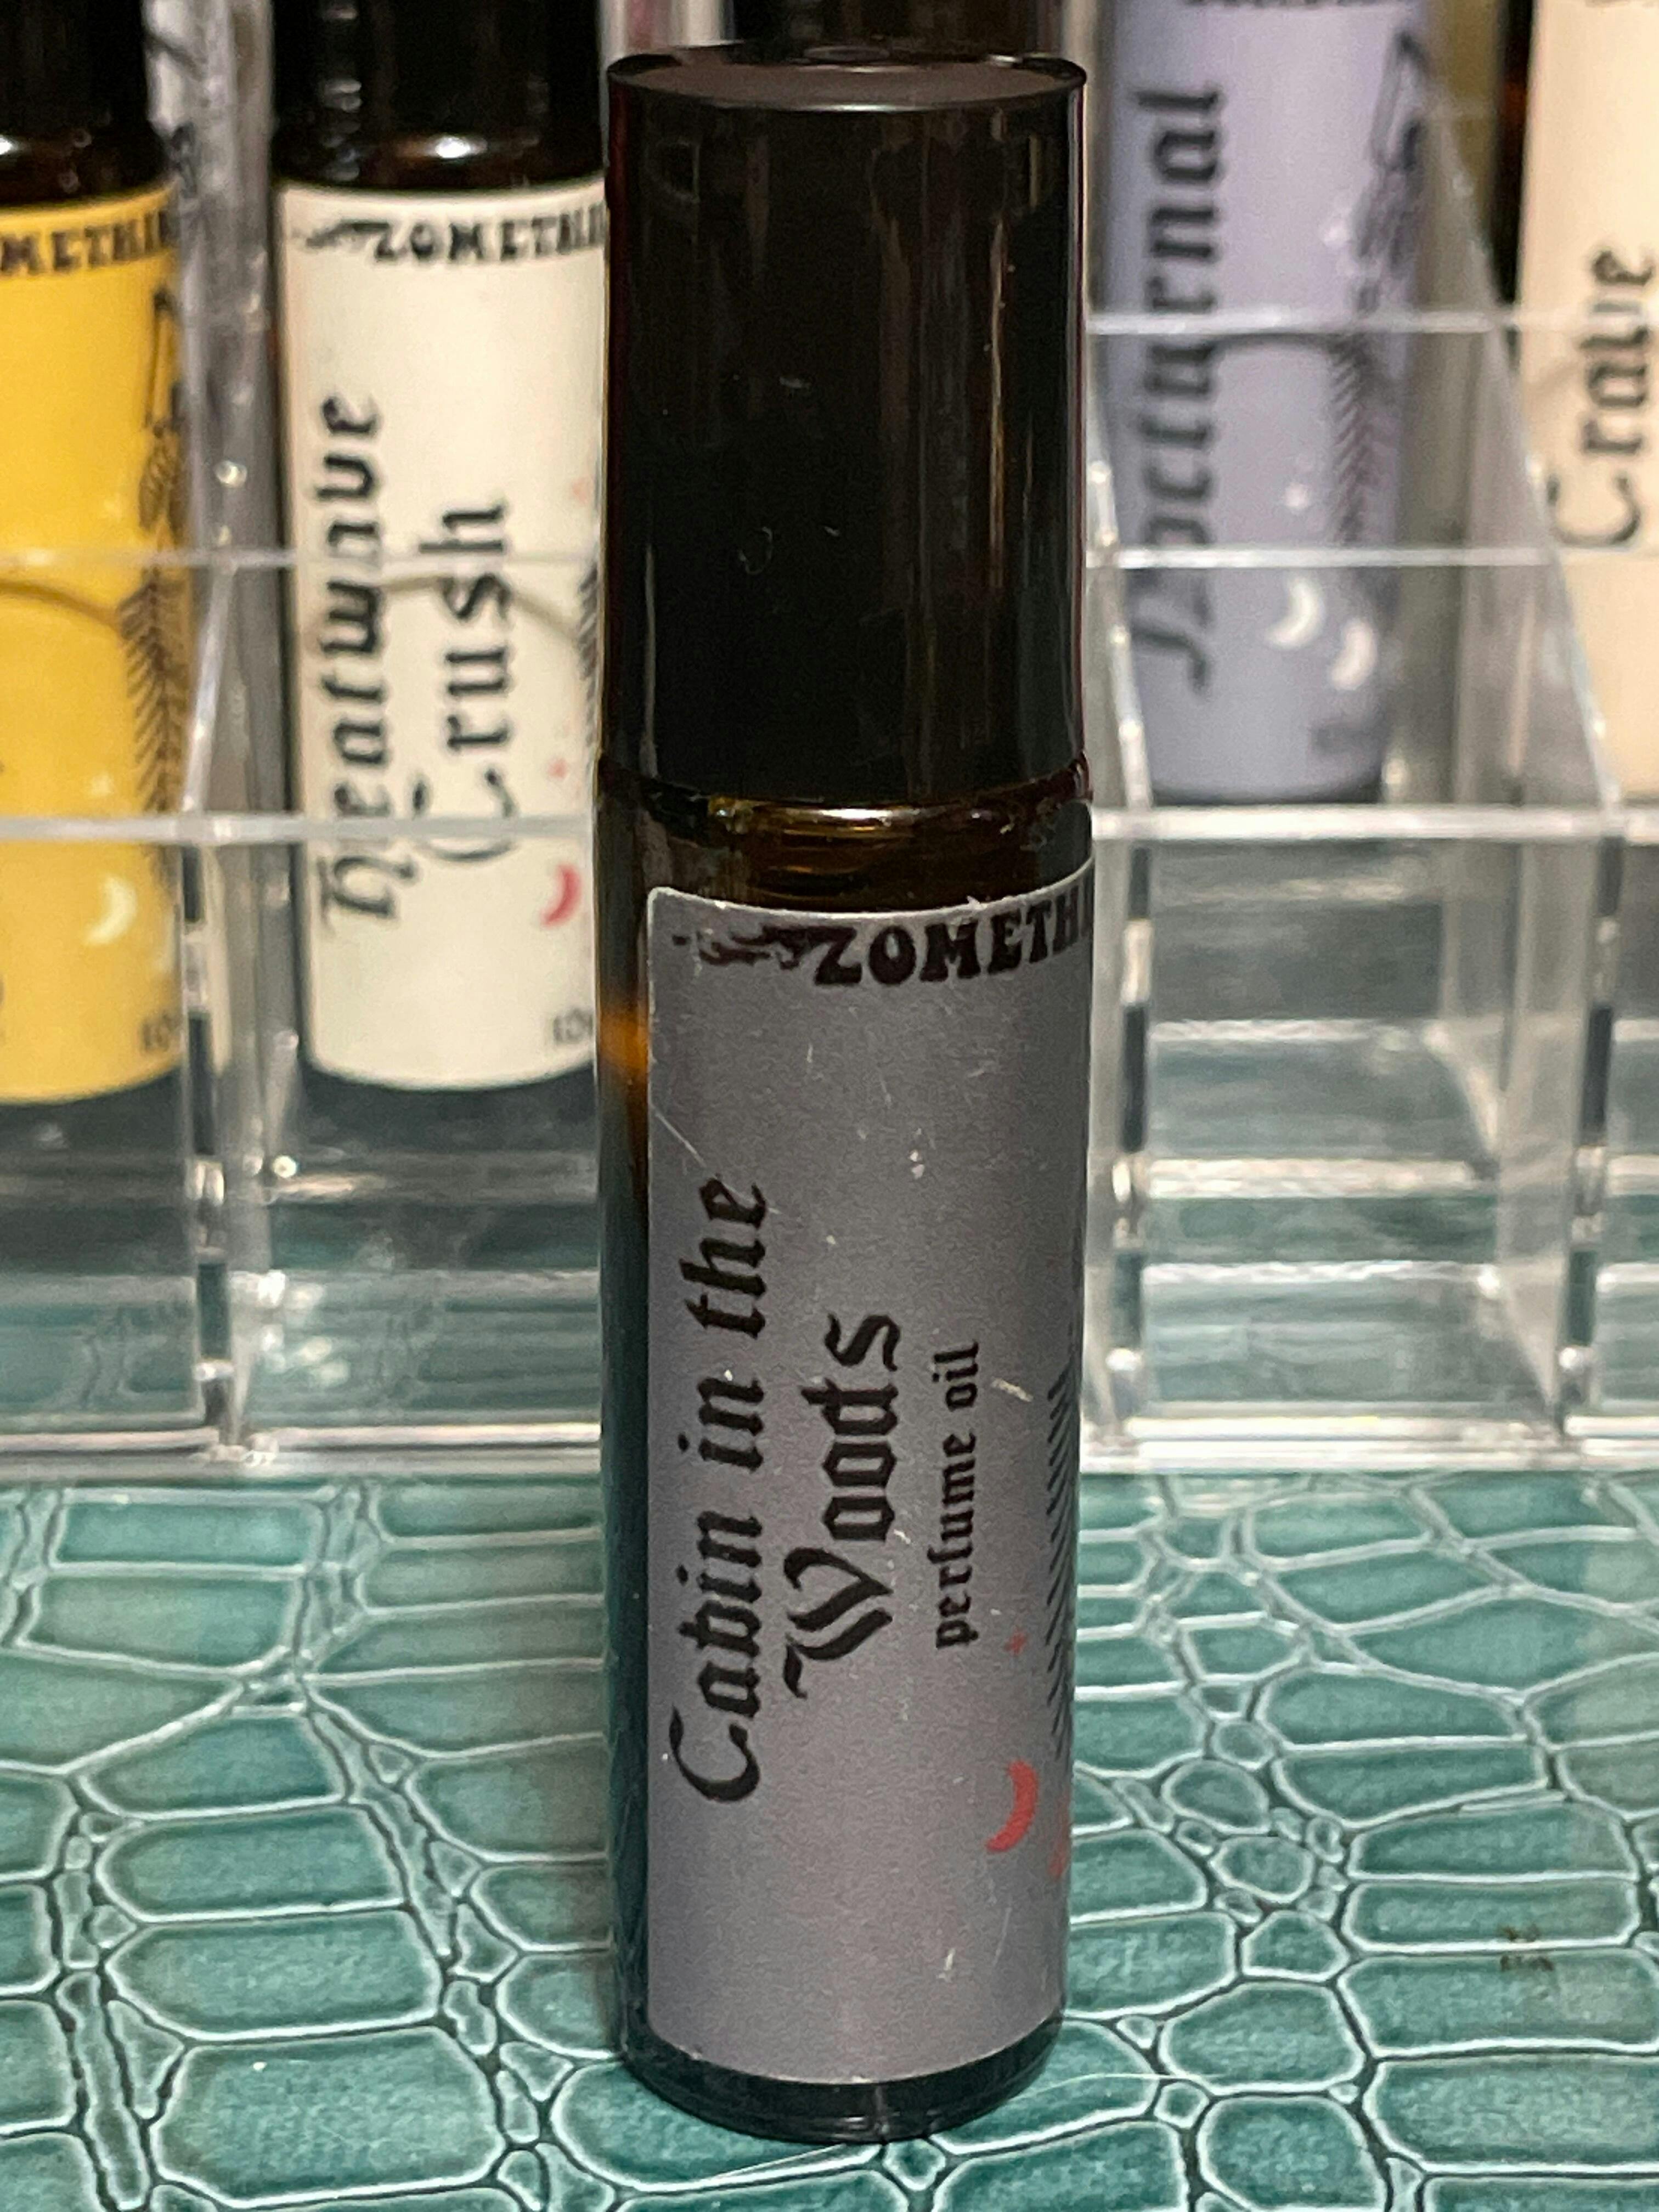 ZOMETHI
Cabin in the
Woods
perfume oil
OMETHI
ZOMETHI
Heatwave
Crush
Nocturnal
Crave